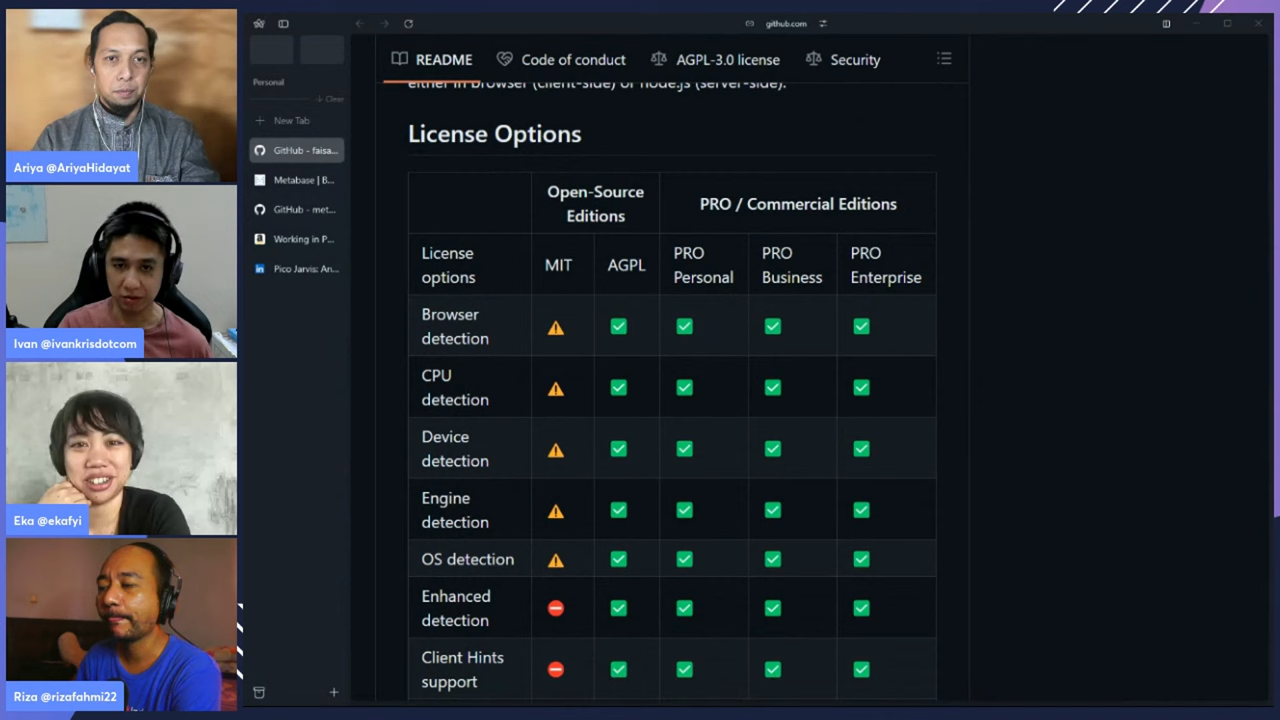 Ariya @AriyaHidayat
Ivan @ivankrisdotcom
Eka @ekafyi
Riza @rizafahmi22
github.com
Personal
Clear
New Tab
GitHub - faisa...
Metabase | B...
GitHub - met...
Working in P...
Pico Jarvis: An...
README
Code of conduct
AGPL-3.0 license
Security
either in browser (client-side) or node.js (server-side).
License Options
Open-Source Editions
PRO / Commercial Editions
License options
MIT
AGPL
PRO Personal
PRO Business
PRO Enterprise
Browser detection
CPU detection
Device detection
Engine detection
OS detection
Enhanced detection
Client Hints support